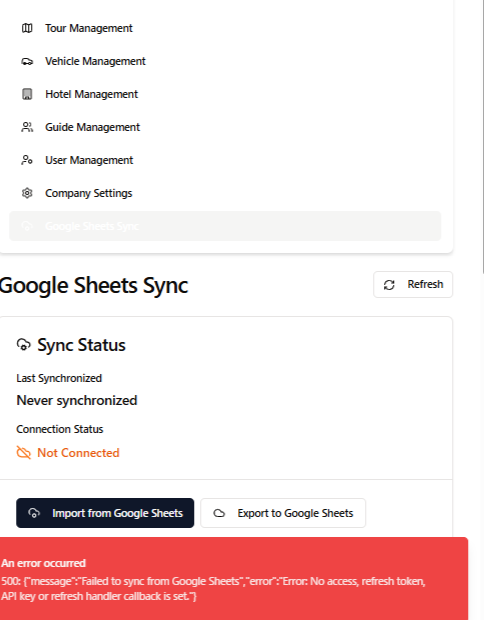 Tour Management
Vehicle Management
Hotel Management
Guide Management
User Management
Company Settings
Google Sheets Sync
Google Sheets Sync
Refresh
Sync Status
Last Synchronized
Never synchronized
Connection Status
Not Connected
Import from Google Sheets
Export to Google Sheets
An error occurred
500: {"message":"Failed to sync from Google Sheets","error":"Error: No access, refresh token,
API key or refresh handler callback is set."}